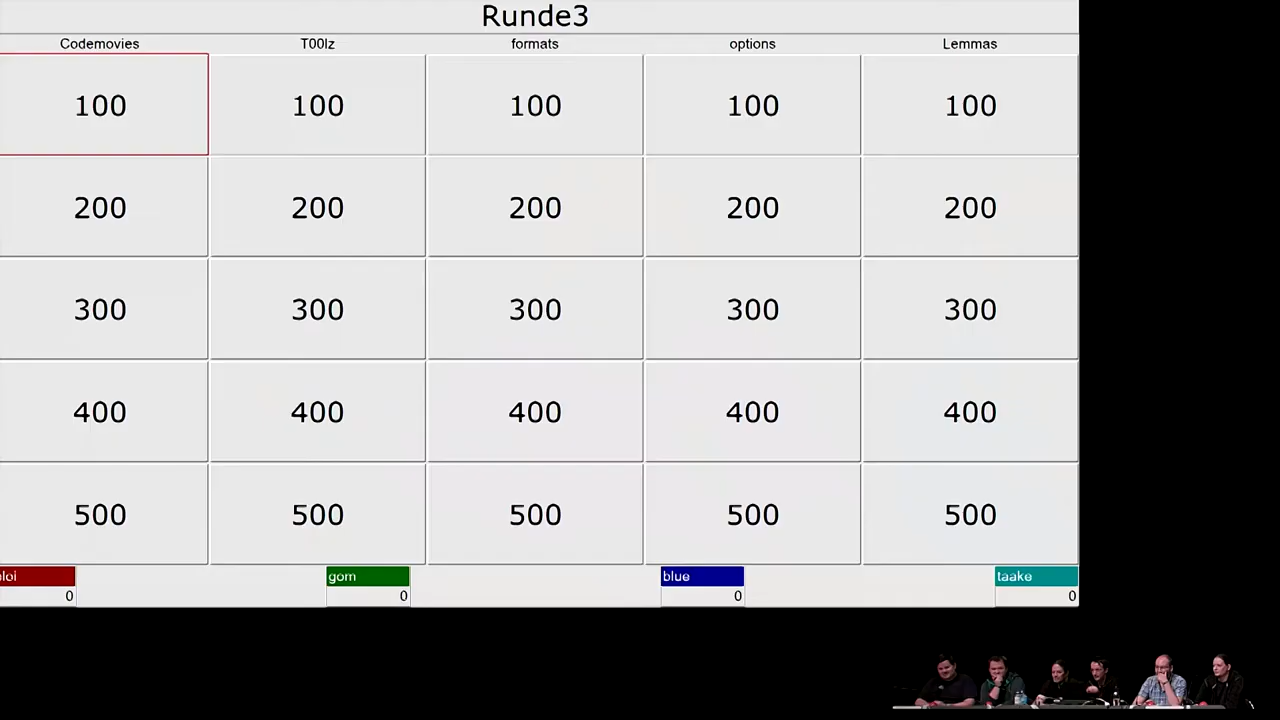 Runde3
Codemovies T00lz formats options Lemmas
100 100 100 100 100
200 200 200 200 200
300 300 300 300 300
400 400 400 400 400
500 500 500 500 500
loi gom blue taake
0 0 0 0